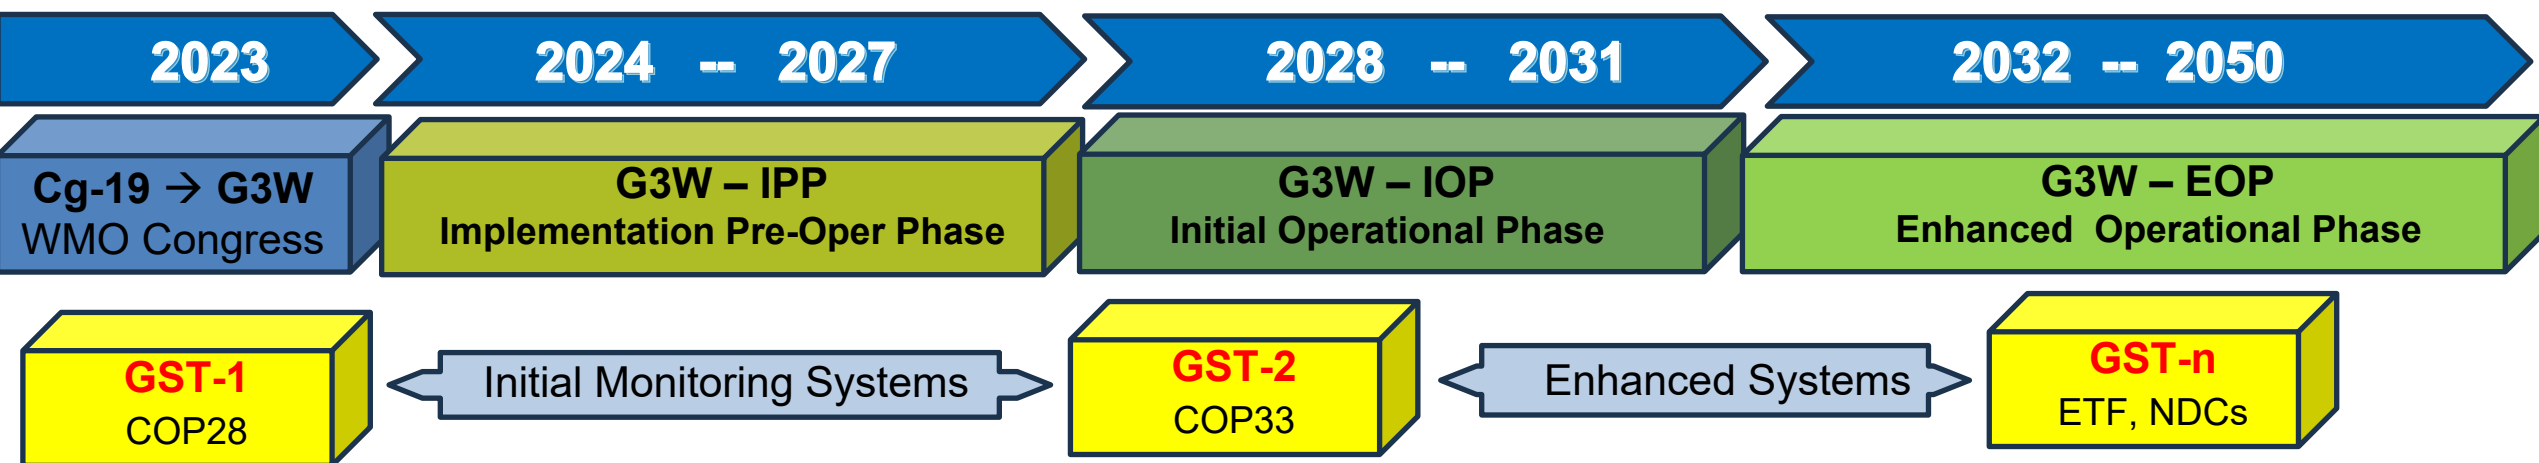 2023
2024 -- 2027
2028 -- 2031
2032 -- 2050
Cg-19 → G3W
WMO Congress
G3W – IPP
Implementation Pre-Oper Phase
G3W – IOP
Initial Operational Phase
G3W – EOP
Enhanced Operational Phase
GST-1
COP28
Initial Monitoring Systems
GST-2
COP33
Enhanced Systems
GST-n
ETF, NDCs